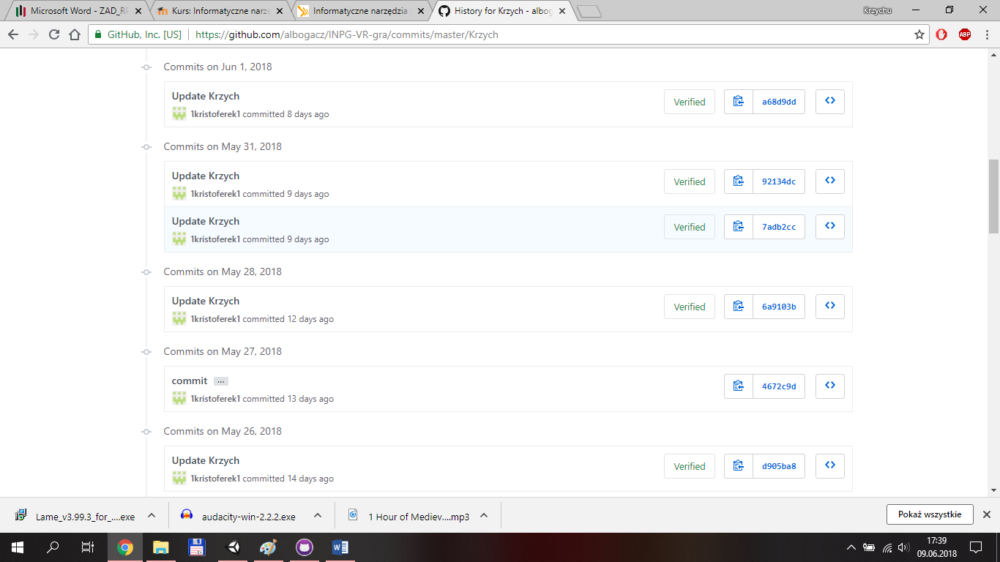 Microsoft Word - ZAD_RF
Kurs: Informatyczne narzę
Informatyczne narzędzia
History for Krzych - albog
Krzychu
GitHub, Inc. [US]
https://github.com/albogacz/INPG-VR-gra/commits/master/Krzych
ABP
Commits on Jun 1, 2018
Update Krzych
1kristoferek1 committed 8 days ago
Verified
a68d9dd
Commits on May 31, 2018
Update Krzych
1kristoferek1 committed 9 days ago
Verified
92134dc
Update Krzych
1kristoferek1 committed 9 days ago
Verified
7adb2cc
Commits on May 28, 2018
Update Krzych
1kristoferek1 committed 12 days ago
Verified
6a9103b
Commits on May 27, 2018
commit ...
1kristoferek1 committed 13 days ago
4672c9d
Commits on May 26, 2018
Update Krzych
1kristoferek1 committed 14 days ago
Verified
d905ba8
Lame_v3.99.3_for_....exe
audacity-win-2.2.2.exe
1 Hour of Mediev....mp3
Pokaż wszystkie
17:39
09.06.2018